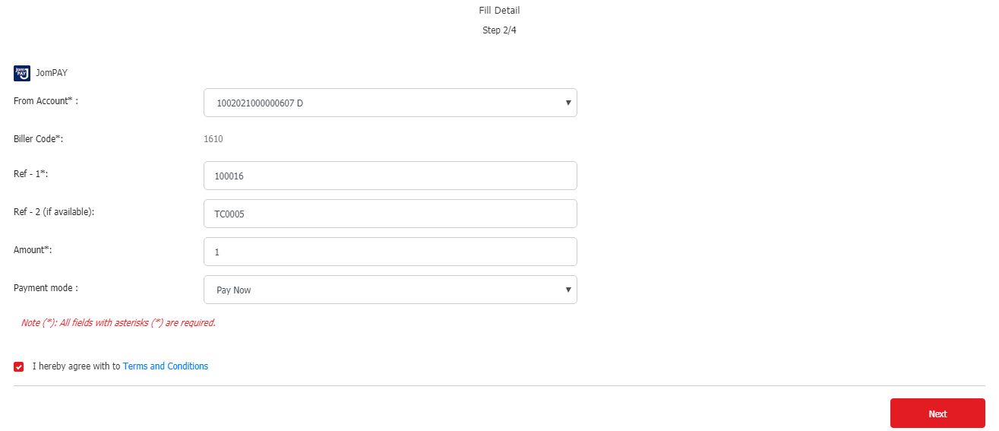 Fill Detail
Step 2/4
Jom
PAY JomPAY
From Account* : 1002021000000607 D
Biller Code*: 1610
Ref - 1*: 100016
Ref - 2 (if available): TC0005
Amount*: 1
Payment mode : Pay Now
Note (*): All fields with asterisks (*) are required.
I hereby agree with to Terms and Conditions
Next